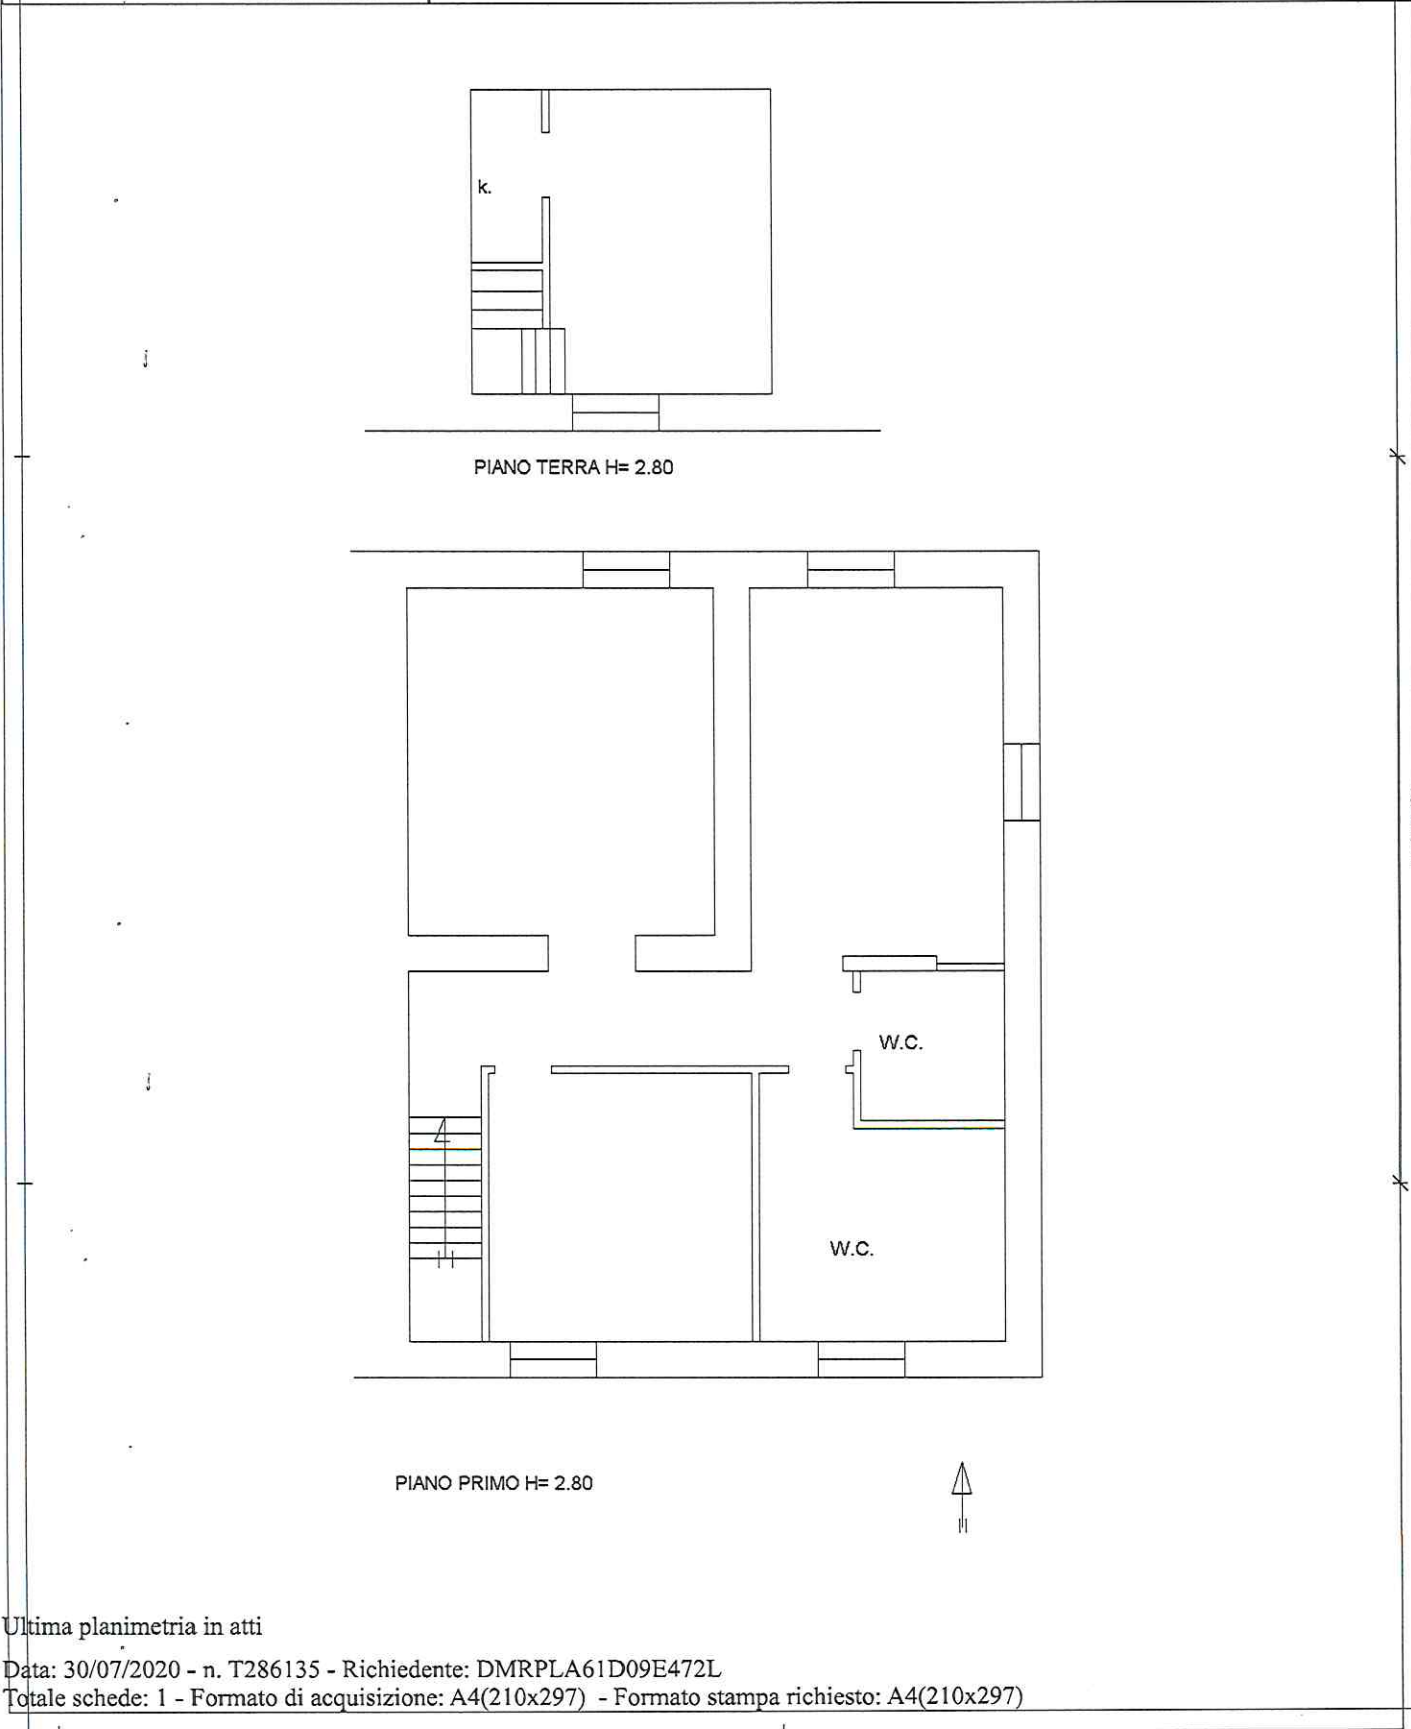 k.
PIANO TERRA H= 2.80
W.C.
W.C.
PIANO PRIMO H= 2.80
Ultima planimetria in atti
Data: 30/07/2020 - n. T286135 - Richiedente: DMRPLA61D09E472L
Totale schede: 1 - Formato di acquisizione: A4(210x297) - Formato stampa richiesto: A4(210x297)